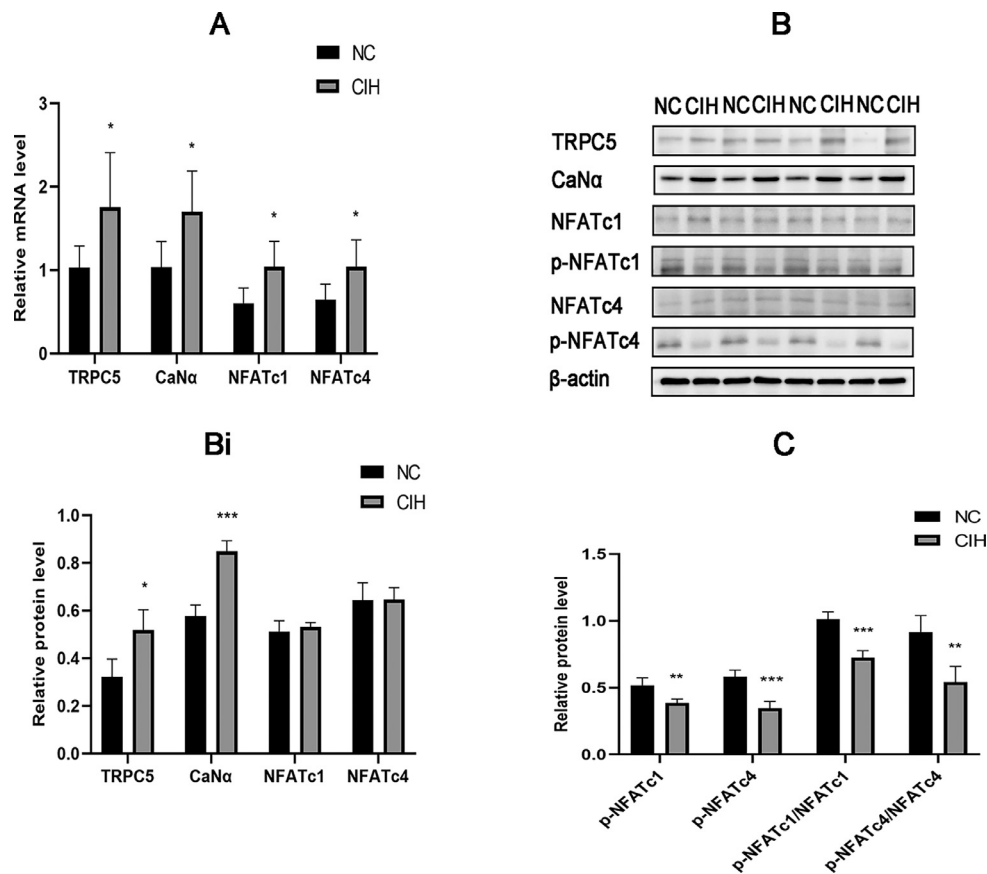 A
NC
CIH
Relative mRNA level
3
2
1
0
*
*
*
*
TRPC5
CaNα
NFATc1
NFATc4
B
NC CIH NC CIH NC CIH NC CIH
TRPC5
CaNα
NFATc1
p-NFATc1
NFATc4
p-NFATc4
β-actin
Bi
NC
CIH
Relative protein level
1.0
0.8
0.6
0.4
0.2
0.0
*
***
TRPC5
CaNα
NFATc1
NFATc4
C
NC
CIH
Relative protein level
1.5
1.0
0.5
0.0
**
***
***
**
p-NFATc1
p-NFATc4
p-NFATc1/NFATc1
p-NFATc4/NFATc4